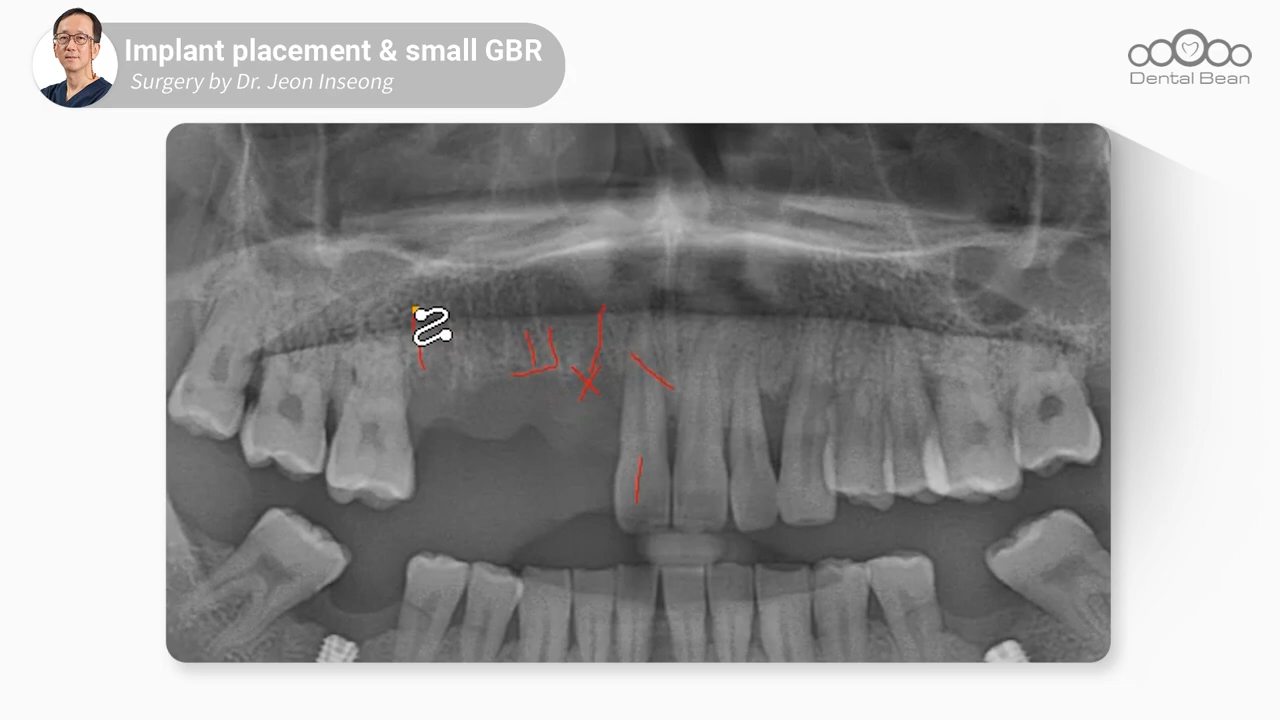 Implant placement & small GBR
Surgery by Dr. Jeon Inseong
Dental Bean